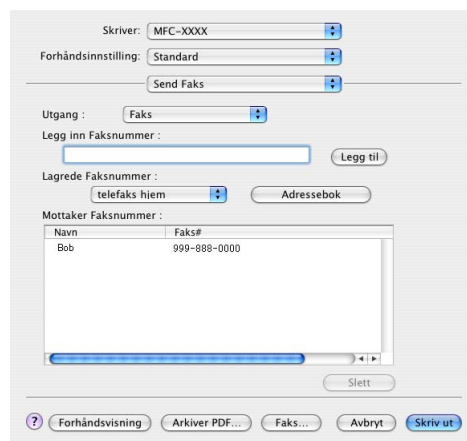 Skriver: MFC-XXXX
Forhåndsinnstilling: Standard
Send Faks
Utgang : Faks
Legg inn Faksnummer :
Legg til
Lagrede Faksnummer :
telefaks hjem Adressebok
Mottaker Faksnummer :
Navn Faks#
Bob 999-888-0000
Slett
? Forhåndsvisning Arkiver PDF... Faks... Avbryt Skriv ut